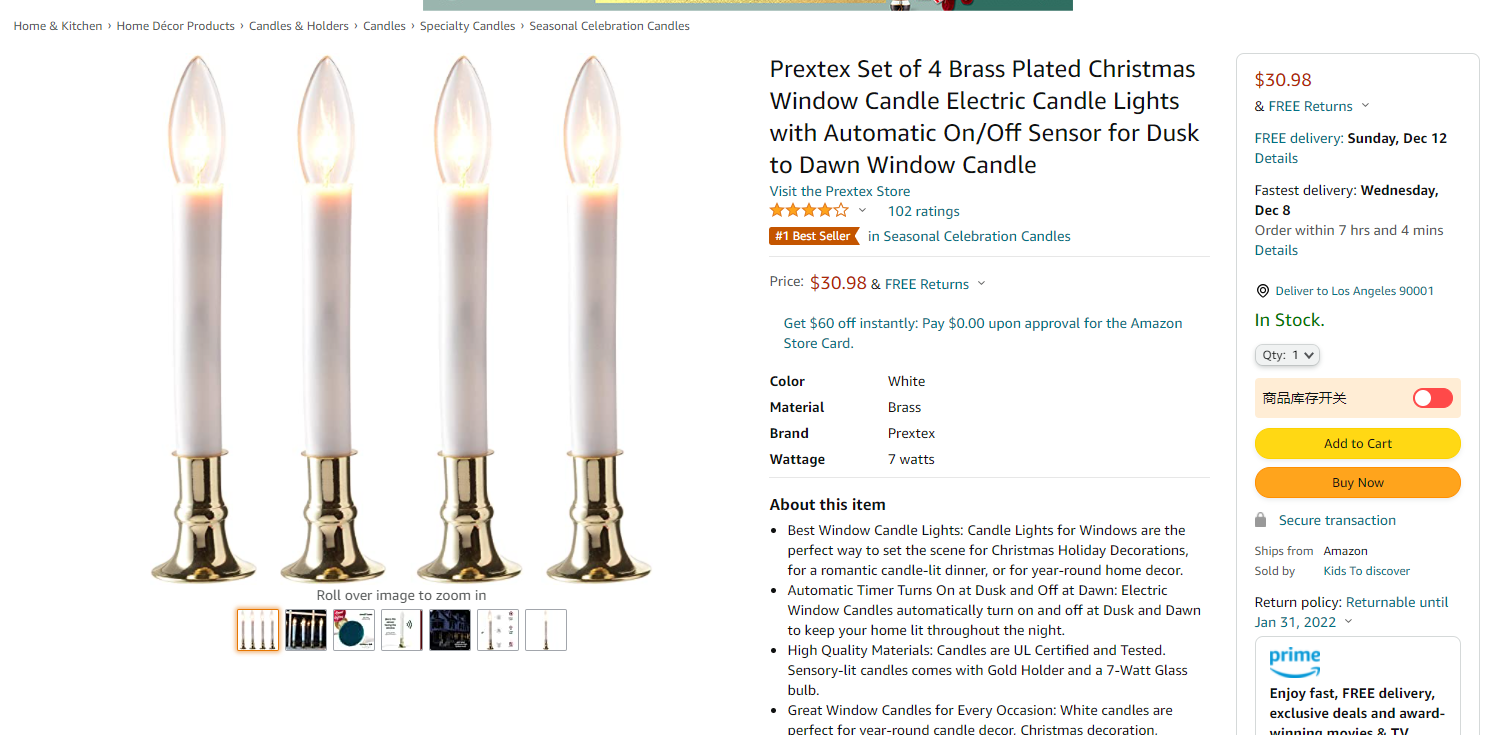 Home & Kitchen › Home Décor Products › Candles & Holders › Candles › Specialty Candles › Seasonal Celebration Candles
Roll over image to zoom in
Prextex Set of 4 Brass Plated Christmas
Window Candle Electric Candle Lights
with Automatic On/Off Sensor for Dusk
to Dawn Window Candle
Visit the Prextex Store
102 ratings
#1 Best Seller in Seasonal Celebration Candles
Price: $30.98 & FREE Returns
Get $60 off instantly: Pay $0.00 upon approval for the Amazon
Store Card.
Color White
Material Brass
Brand Prextex
Wattage 7 watts
About this item
Best Window Candle Lights: Candle Lights for Windows are the
perfect way to set the scene for Christmas Holiday Decorations,
for a romantic candle-lit dinner, or for year-round home decor.
Automatic Timer Turns On at Dusk and Off at Dawn: Electric
Window Candles automatically turn on and off at Dusk and Dawn
to keep your home lit throughout the night.
High Quality Materials: Candles are UL Certified and Tested.
Sensory-lit candles comes with Gold Holder and a 7-Watt Glass
bulb.
Great Window Candles for Every Occasion: White candles are
perfect for year-round candle decor, Christmas decoration,
$30.98
& FREE Returns
FREE delivery: Sunday, Dec 12
Details
Fastest delivery: Wednesday,
Dec 8
Order within 7 hrs and 4 mins
Details
Deliver to Los Angeles 90001
In Stock.
Qty: 1
商品库存开关
Add to Cart
Buy Now
Secure transaction
Ships from Amazon
Sold by Kids To discover
Return policy: Returnable until
Jan 31, 2022
prime
Enjoy fast, FREE delivery,
exclusive deals and award-
winning movies & TV